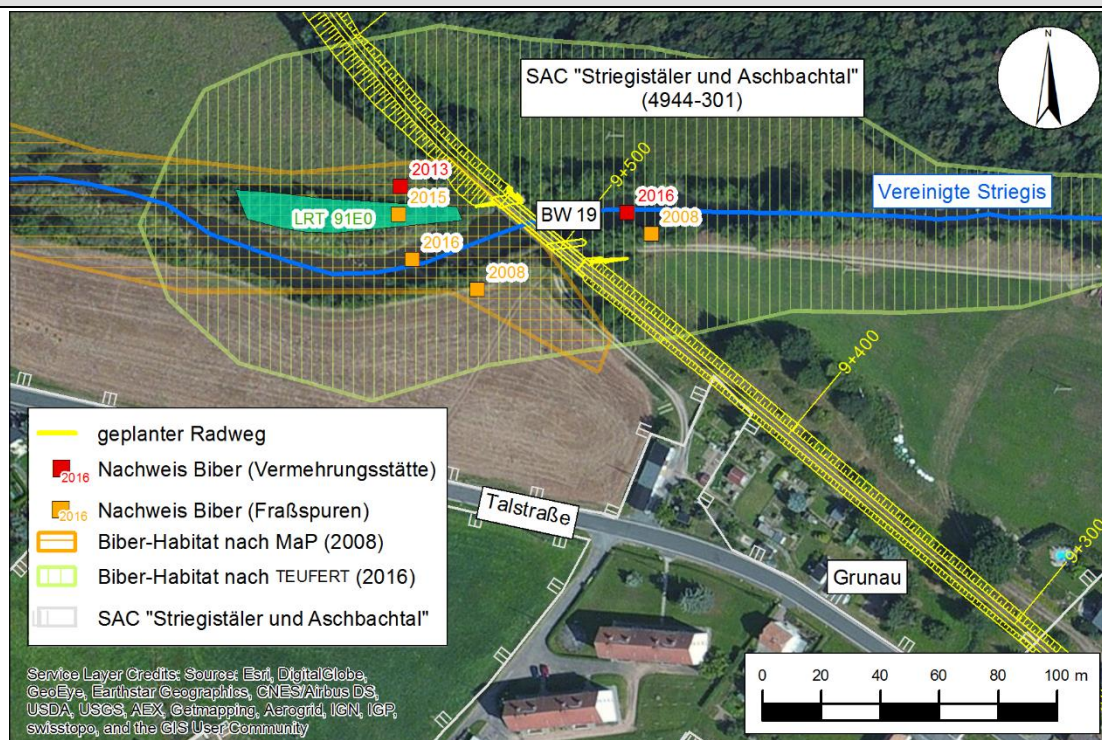 N
SAC "Striegistäler und Aschbachtal"
(4944-301)
9+500
2013
2015
LRT 91E0
2016
2008
BW 19
2016
2008
Vereinigte Striegis
9+400
9+300
geplanter Radweg
2016 Nachweis Biber (Vermehrungsstätte)
2016 Nachweis Biber (Fraßspuren)
Biber-Habitat nach MaP (2008)
Biber-Habitat nach TEUFERT (2016)
SAC "Striegistäler und Aschbachtal"
Talstraße
Grunau
Service Layer Credits: Source: Esri, DigitalGlobe,
GeoEye, Earthstar Geographics, CNES/Airbus DS,
USDA, USGS, AEX, Getmapping, Aerogrid, IGN, IGP,
swisstopo, and the GIS User Community
0 20 40 60 80 100 m